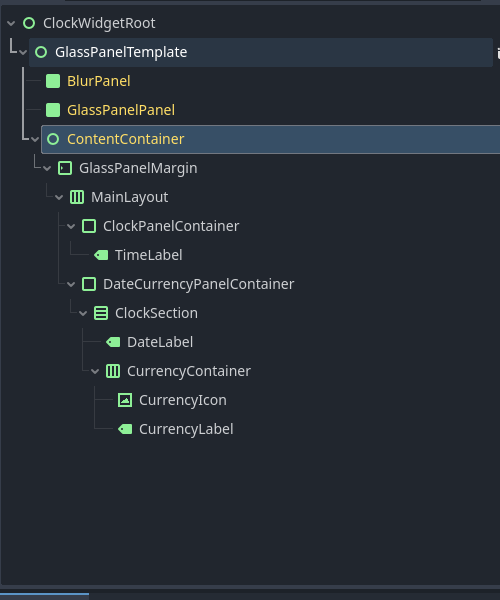 ClockWidgetRoot
GlassPanelTemplate
BlurPanel
GlassPanelPanel
ContentContainer
GlassPanelMargin
MainLayout
ClockPanelContainer
TimeLabel
DateCurrencyPanelContainer
ClockSection
DateLabel
CurrencyContainer
CurrencyIcon
CurrencyLabel